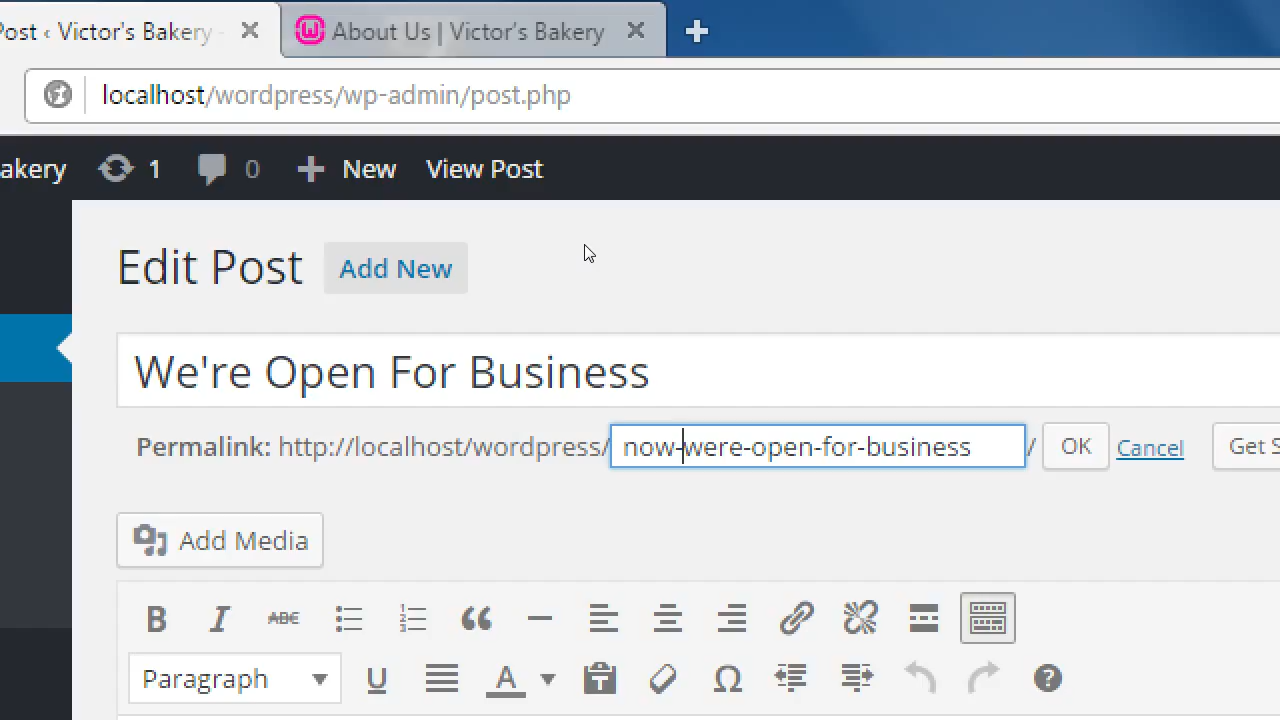 Post ‹ Victor's Bakery -
About Us | Victor's Bakery
localhost/wordpress/wp-admin/post.php
akery 1 0 New View Post
Edit Post Add New
We're Open For Business
Permalink: http://localhost/wordpress/now-were-open-for-business/ OK Cancel Get S
Add Media
B I ABC
Paragraph U A T Ω ?